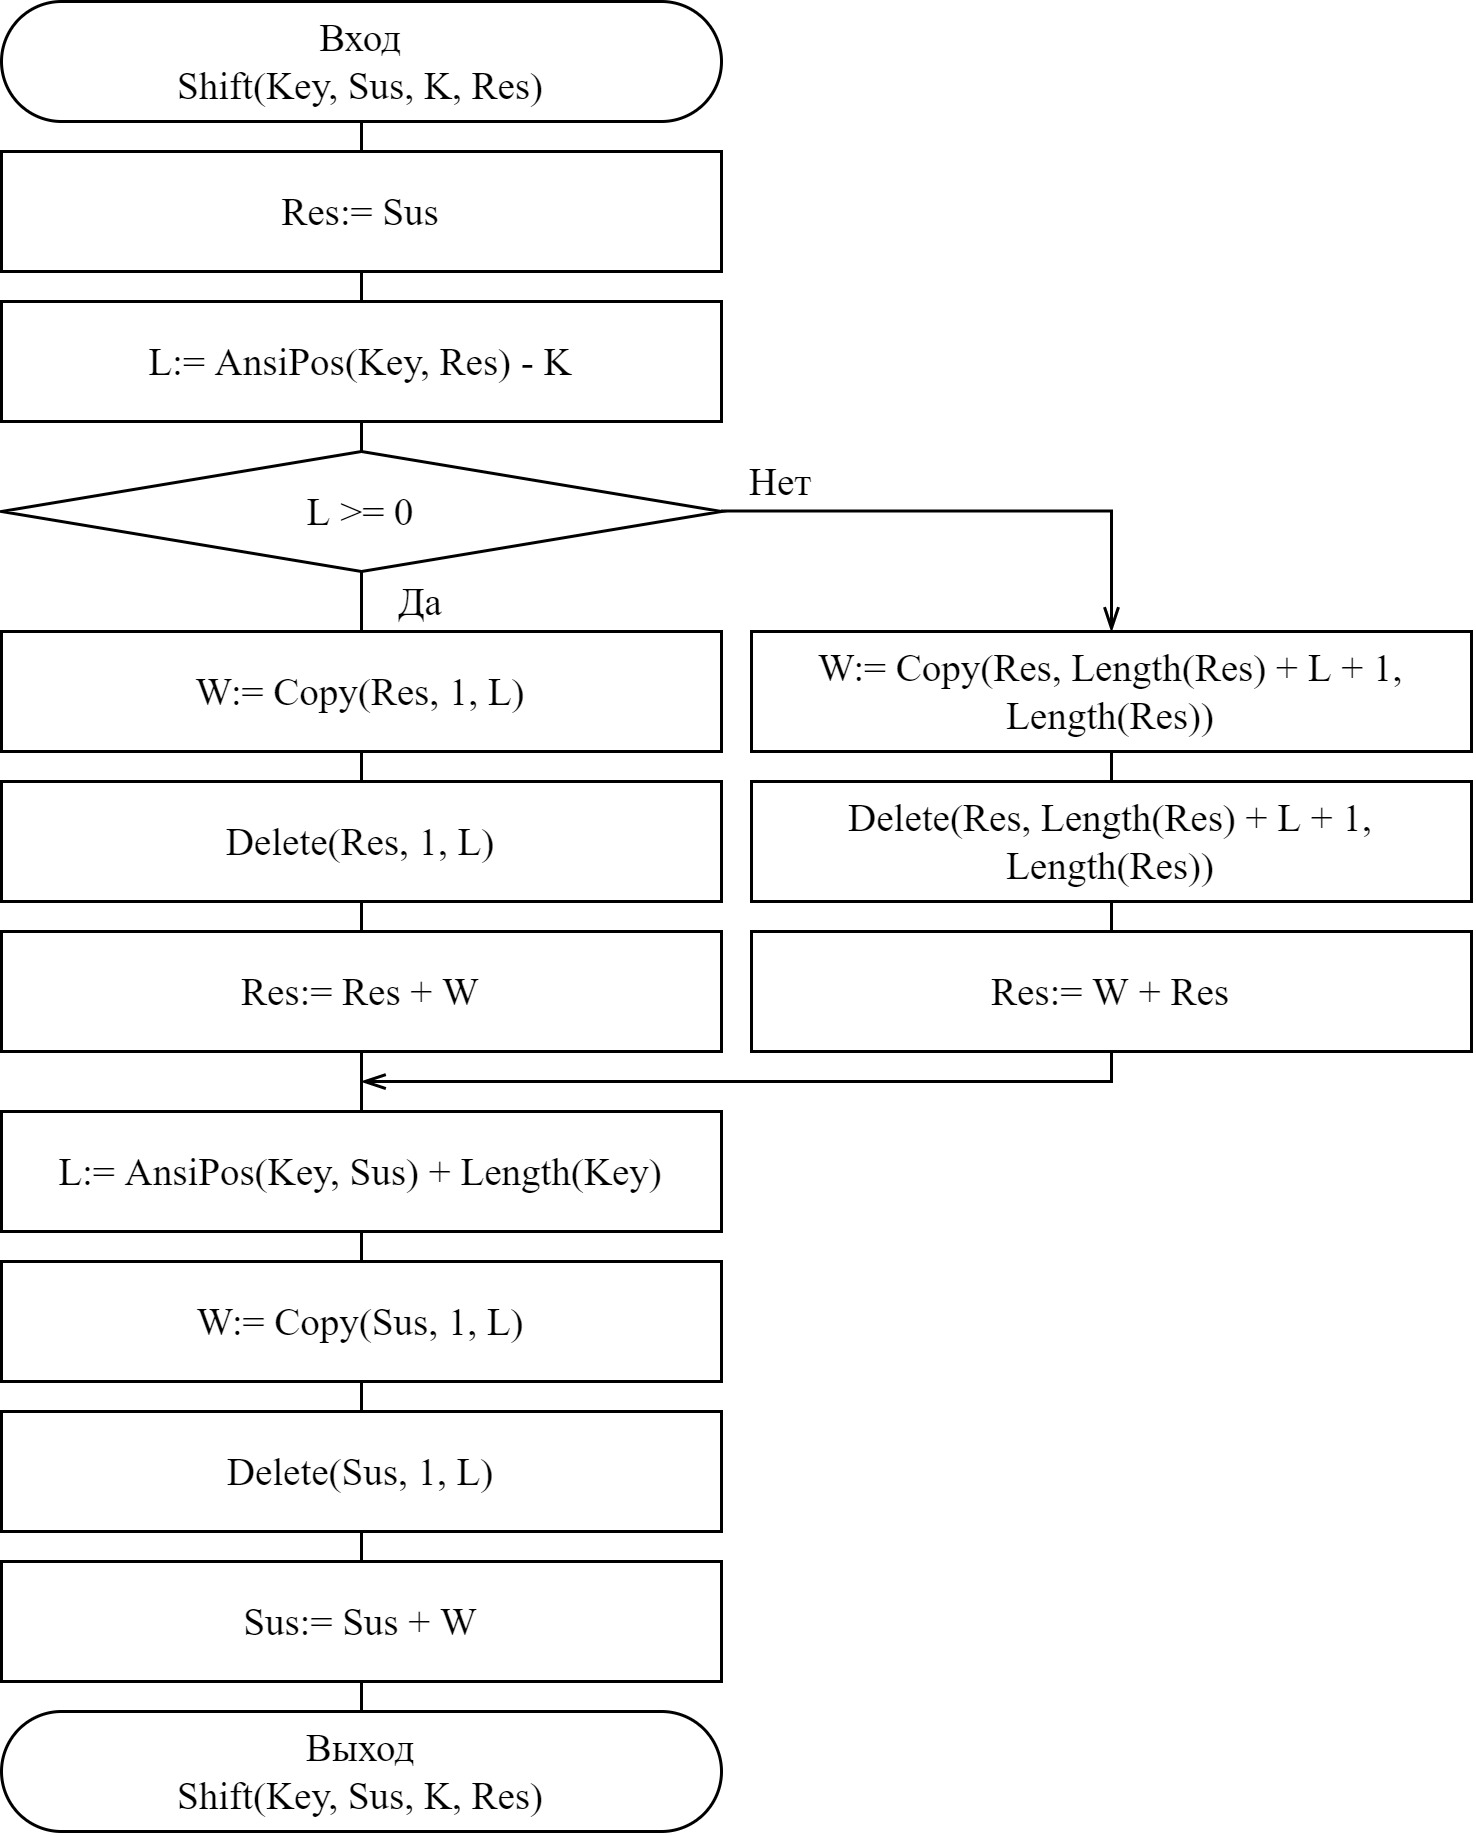 Вход
Shift(Key, Sus, K, Res)
Res:= Sus
L:= AnsiPos(Key, Res) - K
L >= 0
Нет
Да
W:= Copy(Res, 1, L)
Delete(Res, 1, L)
Res:= Res + W
W:= Copy(Res, Length(Res) + L + 1,
Length(Res))
Delete(Res, Length(Res) + L + 1,
Length(Res))
Res:= W + Res
L:= AnsiPos(Key, Sus) + Length(Key)
W:= Copy(Sus, 1, L)
Delete(Sus, 1, L)
Sus:= Sus + W
Выход
Shift(Key, Sus, K, Res)